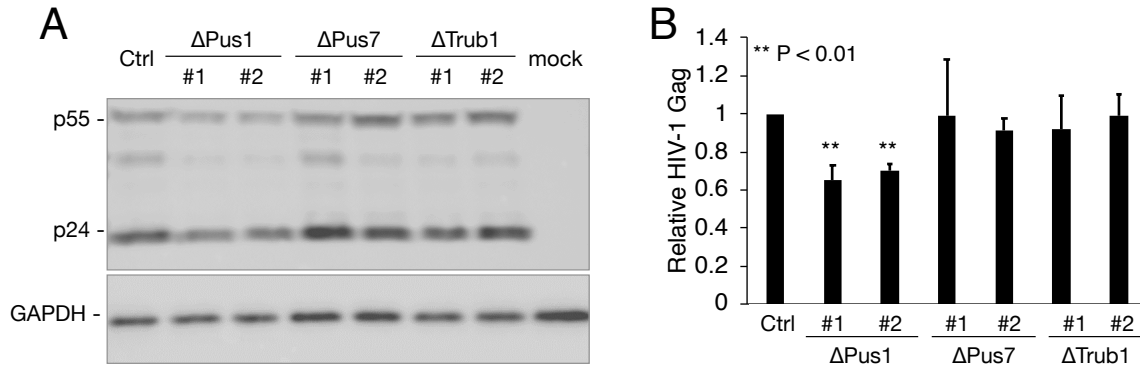 A
Ctrl ΔPus1 ΔPus7 ΔTrub1 mock
#1 #2 #1 #2 #1 #2
p55 -
p24 -
GAPDH -
B
Relative HIV-1 Gag
1.4
** P < 0.01
1.2
1
0.8
** **
0.6
0.4
0.2
0
Ctrl #1 #2 #1 #2 #1 #2
ΔPus1 ΔPus7 ΔTrub1